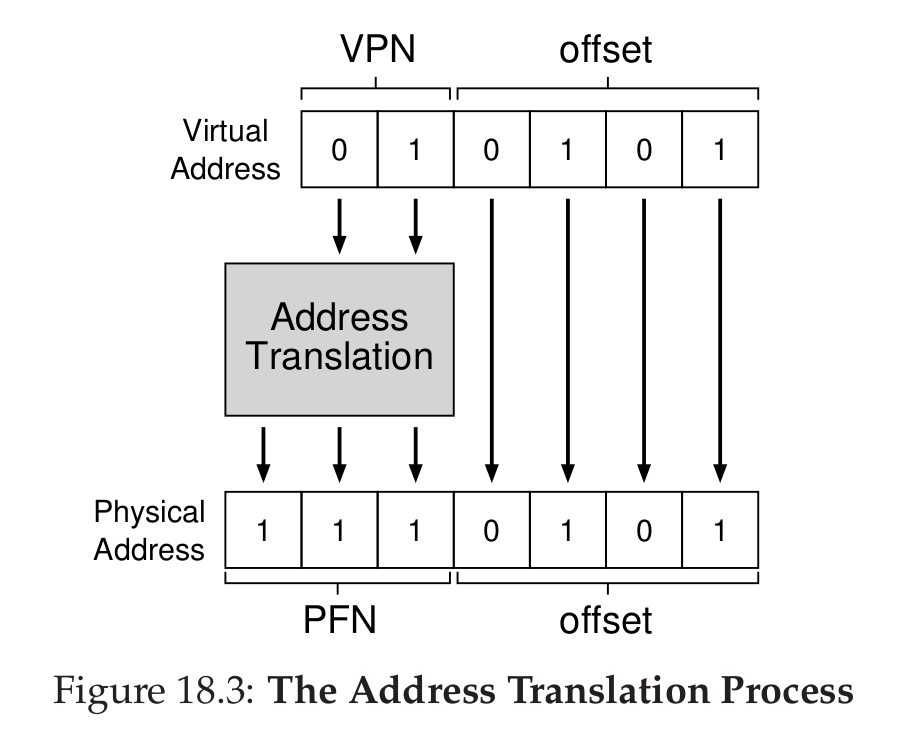 VPN offset
Virtual
Address
0 1 0 1 0 1
Address
Translation
Physical
Address
1 1 1 0 1 0 1
PFN offset
Figure 18.3: The Address Translation Process